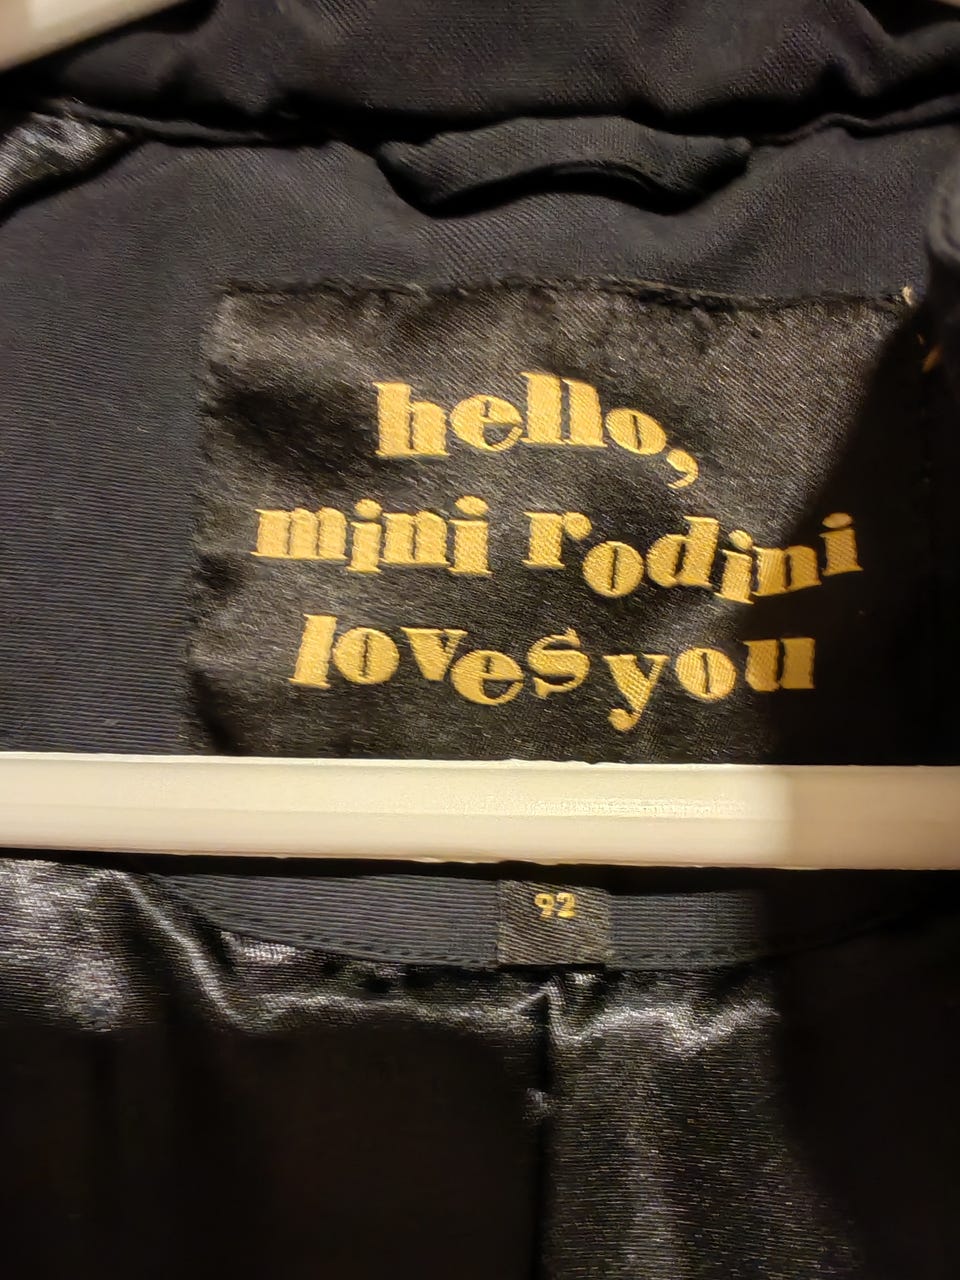 hello,
mini rodini
loves you
92